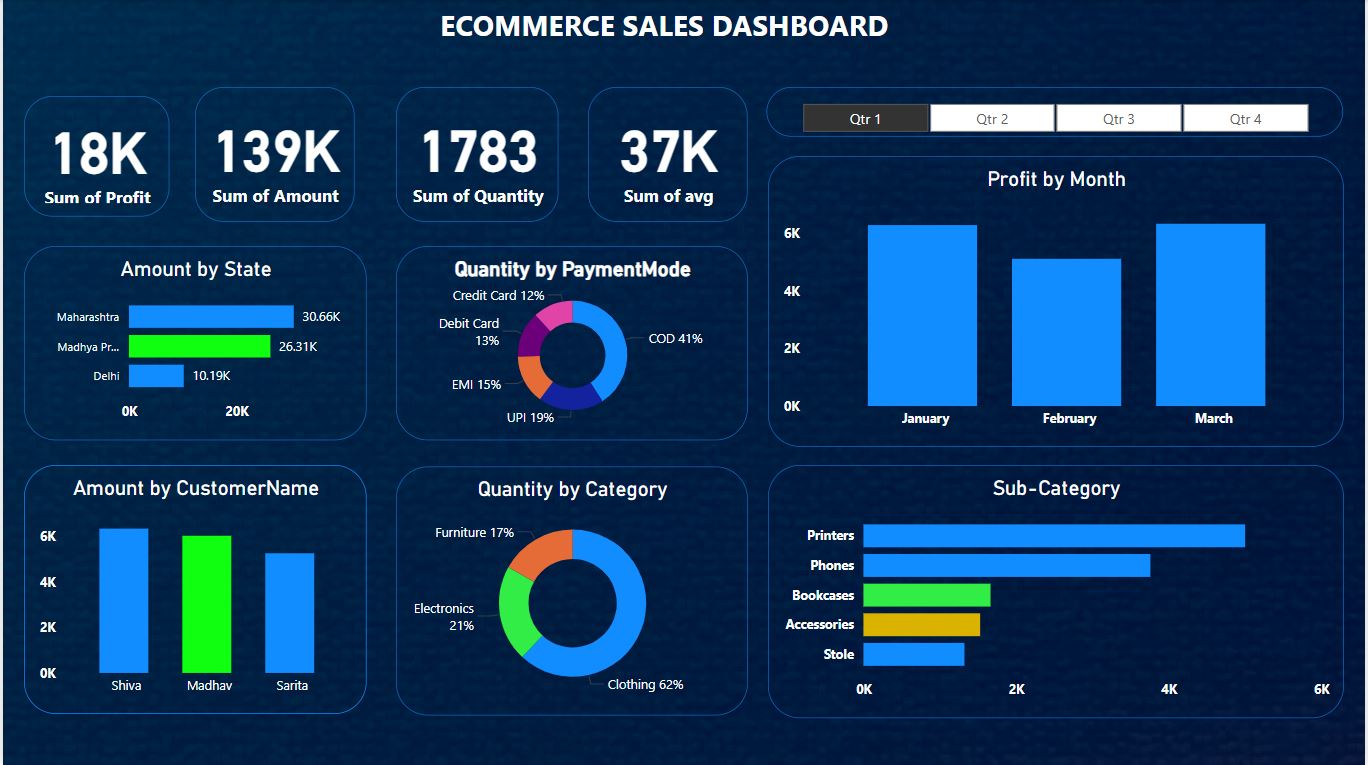 ECOMMERCE SALES DASHBOARD
18K
Sum of Profit
139K
Sum of Amount
1783
Sum of Quantity
37K
Sum of avg
Qtr 1
Qtr 2
Qtr 3
Qtr 4
Amount by State
Maharashtra
30.66K
Madhya Pr...
26.31K
Delhi
10.19K
0K
20K
Quantity by PaymentMode
Credit Card 12%
Debit Card
13%
EMI 15%
UPI 19%
COD 41%
Profit by Month
6K
4K
2K
0K
January
February
March
Amount by CustomerName
6K
4K
2K
0K
Shiva
Madhav
Sarita
Quantity by Category
Furniture 17%
Electronics
21%
Clothing 62%
Sub-Category
Printers
Phones
Bookcases
Accessories
Stole
0K
2K
4K
6K